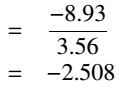 = -8.93
3.56
= -2.508